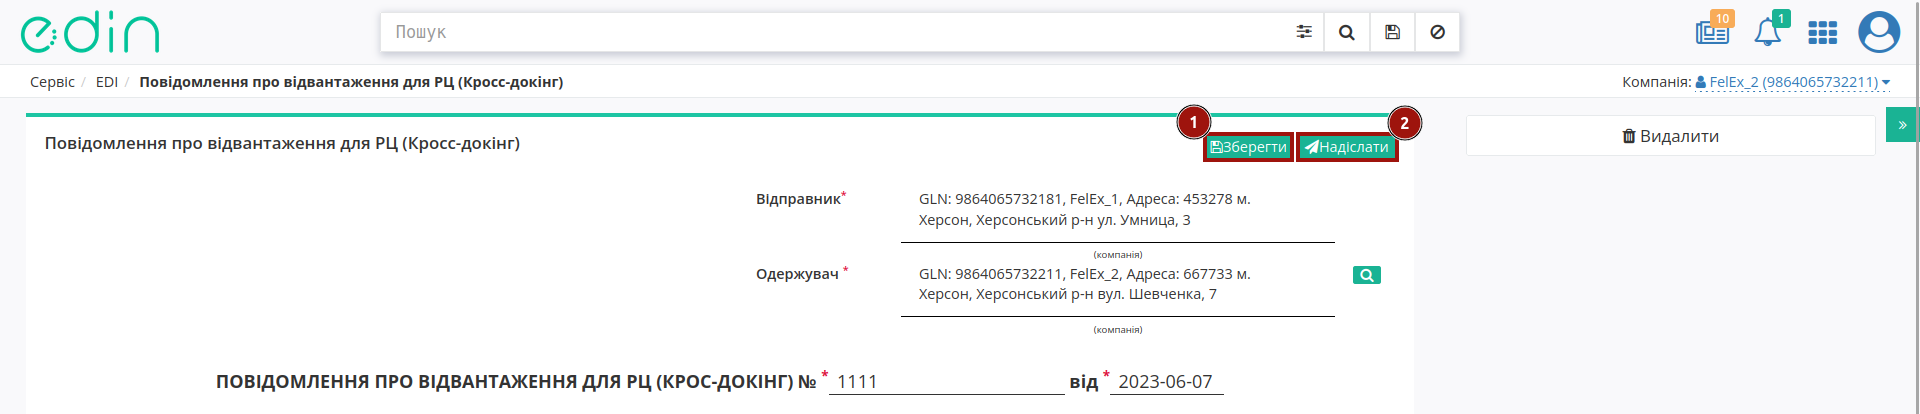 edin
Пошук
10
1
Сервіс / EDI / Повідомлення про відвантаження для РЦ (Кросс-докінг)
Компанія: FelEx_2 (9864065732211)
1
2
Повідомлення про відвантаження для РЦ (Кросс-докінг)
Зберегти
Надіслати
»
Видалити
Відправник*
GLN: 9864065732181, FelEx_1, Адреса: 453278 м.
Херсон, Херсонський р-н ул. Умница, 3
(компанія)
Одержувач *
GLN: 9864065732211, FelEx_2, Адреса: 667733 м.
Херсон, Херсонський р-н вул. Шевченка, 7
(компанія)
ПОВІДОМЛЕННЯ ПРО ВІДВАНТАЖЕННЯ ДЛЯ РЦ (КРОС-ДОКІНГ) № * 1111 від * 2023-06-07